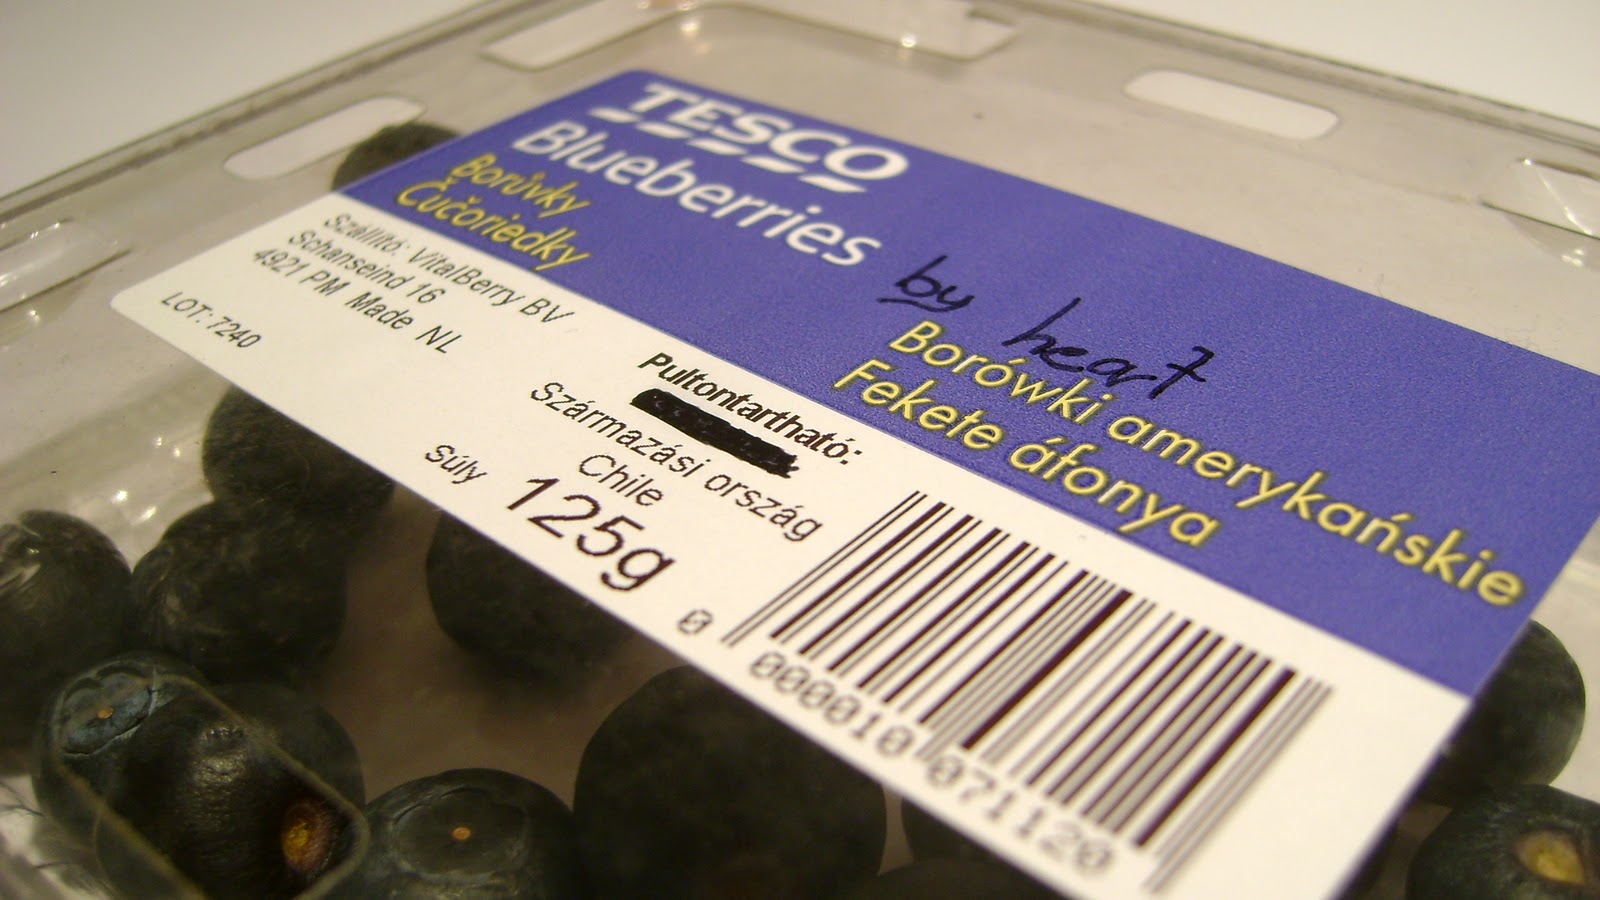 TESCO
Blueberries
by heart
Borůvky
Čučoriedky
Borówki amerykańskie
Fekete áfonya
Szállító: VitalBerry BV
Schanseind 16
4921 PM Made NL
LOT: 7240
Pultontartható:
Származási ország
Chile
Súly 125g
0 000010 071120